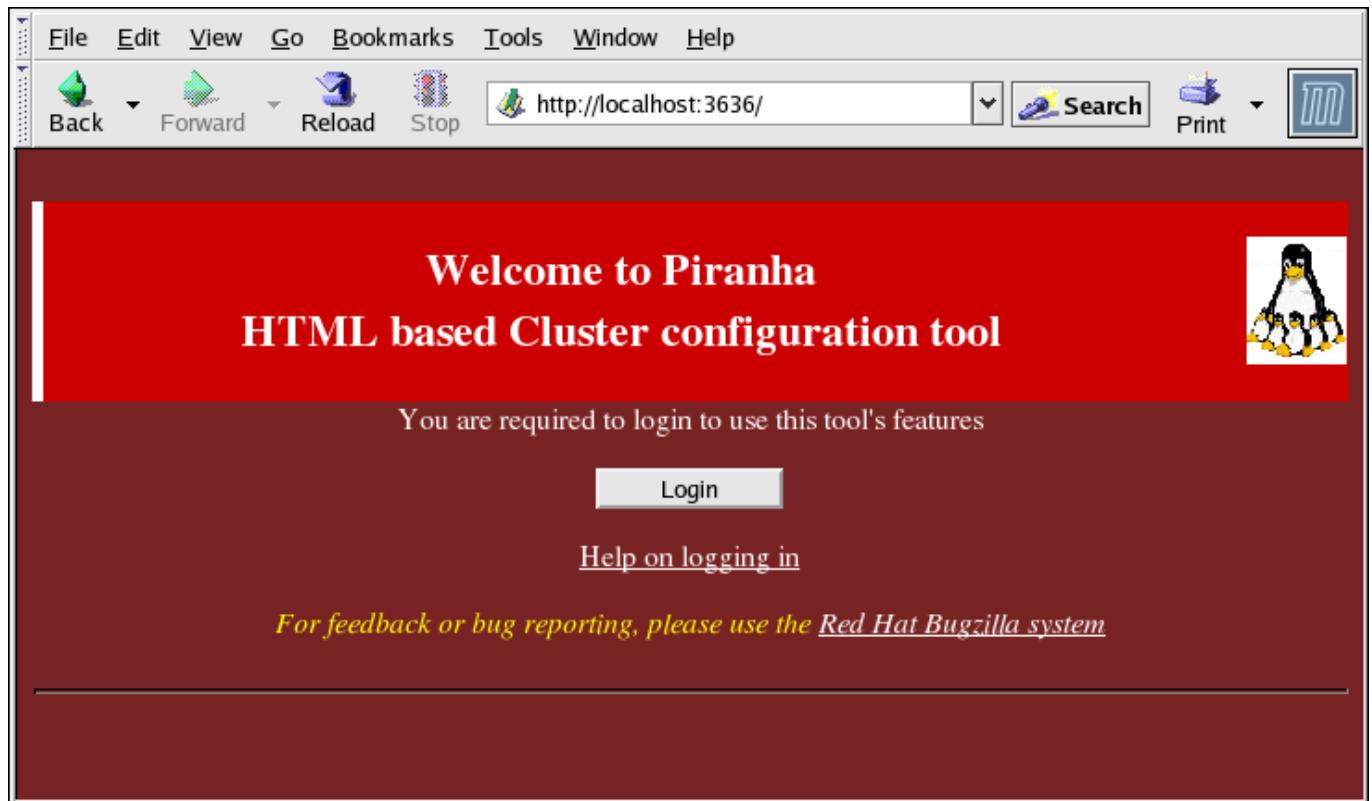 File Edit View Go Bookmarks Tools Window Help
Back Forward Reload Stop http://localhost:3636/ Search Print
Welcome to Piranha
HTML based Cluster configuration tool
You are required to login to use this tool's features
Login
Help on logging in
For feedback or bug reporting, please use the Red Hat Bugzilla system